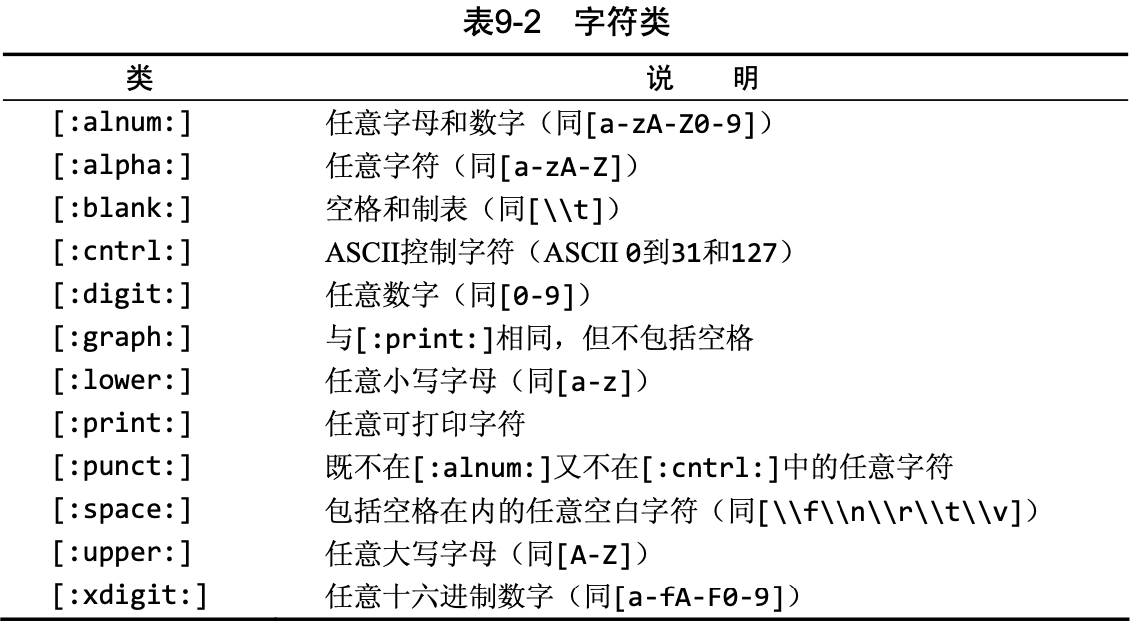 表9-2 字符类
类 说 明
[:alnum:] 任意字母和数字（同[a-zA-Z0-9]）
[:alpha:] 任意字符（同[a-zA-Z]）
[:blank:] 空格和制表（同[\\t]）
[:cntrl:] ASCII控制字符（ASCII 0到31和127）
[:digit:] 任意数字（同[0-9]）
[:graph:] 与[:print:]相同，但不包括空格
[:lower:] 任意小写字母（同[a-z]）
[:print:] 任意可打印字符
[:punct:] 既不在[:alnum:]又不在[:cntrl:]中的任意字符
[:space:] 包括空格在内的任意空白字符（同[\\f\\n\\r\\t\\v]）
[:upper:] 任意大写字母（同[A-Z]）
[:xdigit:] 任意十六进制数字（同[a-fA-F0-9]）